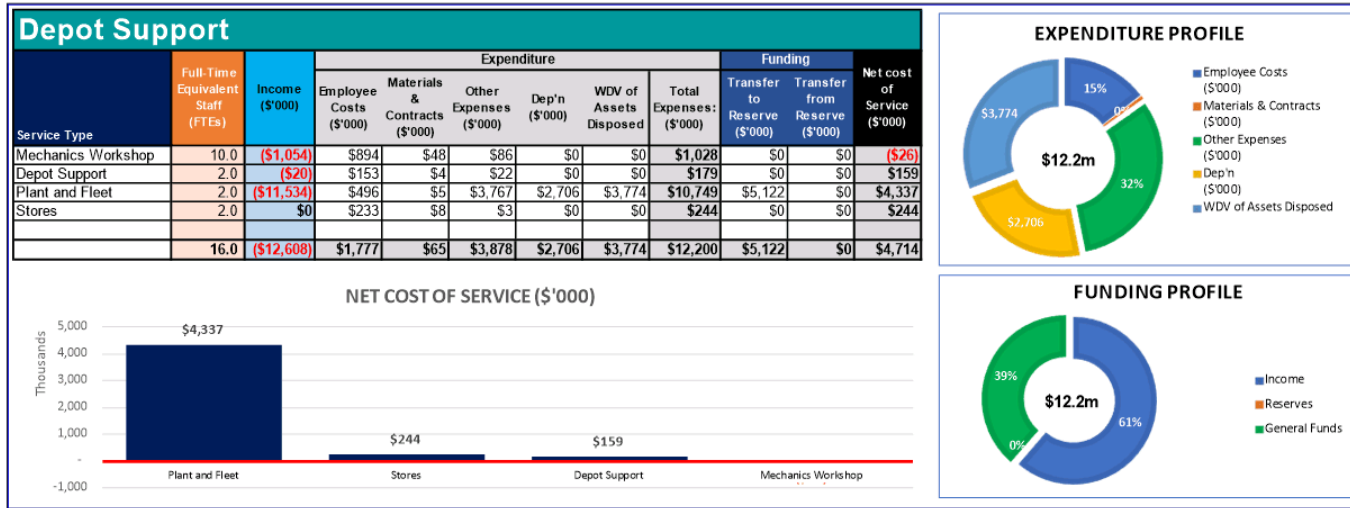 Depot Support
Service Type
Full-Time
Equivalent
Staff
(FTEs)
Income
($'000)
Expenditure
Employee
Costs
($'000)
Materials
&
Contracts
($'000)
Other
Expenses
($'000)
Dep'n
($'000)
WDV of
Assets
Disposed
Total
Expenses:
($'000)
Funding
Transfer
to
Reserve
($'000)
Transfer
from
Reserve
($'000)
Net cost
of
Service
($'000)
Mechanics Workshop 10.0 ($1,054) $894 $48 $86 $0 $0 $1,028 $0 $0 ($26)
Depot Support 2.0 ($20) $153 $4 $22 $0 $0 $179 $0 $0 $159
Plant and Fleet 2.0 ($11,534) $496 $5 $3,767 $2,706 $3,774 $10,749 $5,122 $0 $4,337
Stores 2.0 $0 $233 $8 $3 $0 $0 $244 $0 $0 $244
16.0 ($12,608) $1,777 $65 $3,878 $2,706 $3,774 $12,200 $5,122 $0 $4,714
NET COST OF SERVICE ($'000)
Thousands
5,000
4,000
3,000
2,000
1,000
-
-1,000
$4,337
$244
$159
Plant and Fleet
Stores
Depot Support
Mechanics Workshop
EXPENDITURE PROFILE
15%
0%
32%
$2,706
$3,774
$12.2m
Employee Costs
($'000)
Materials & Contracts
($'000)
Other Expenses
($'000)
Dep'n
($'000)
WDV of Assets Disposed
FUNDING PROFILE
39%
0%
61%
$12.2m
Income
Reserves
General Funds